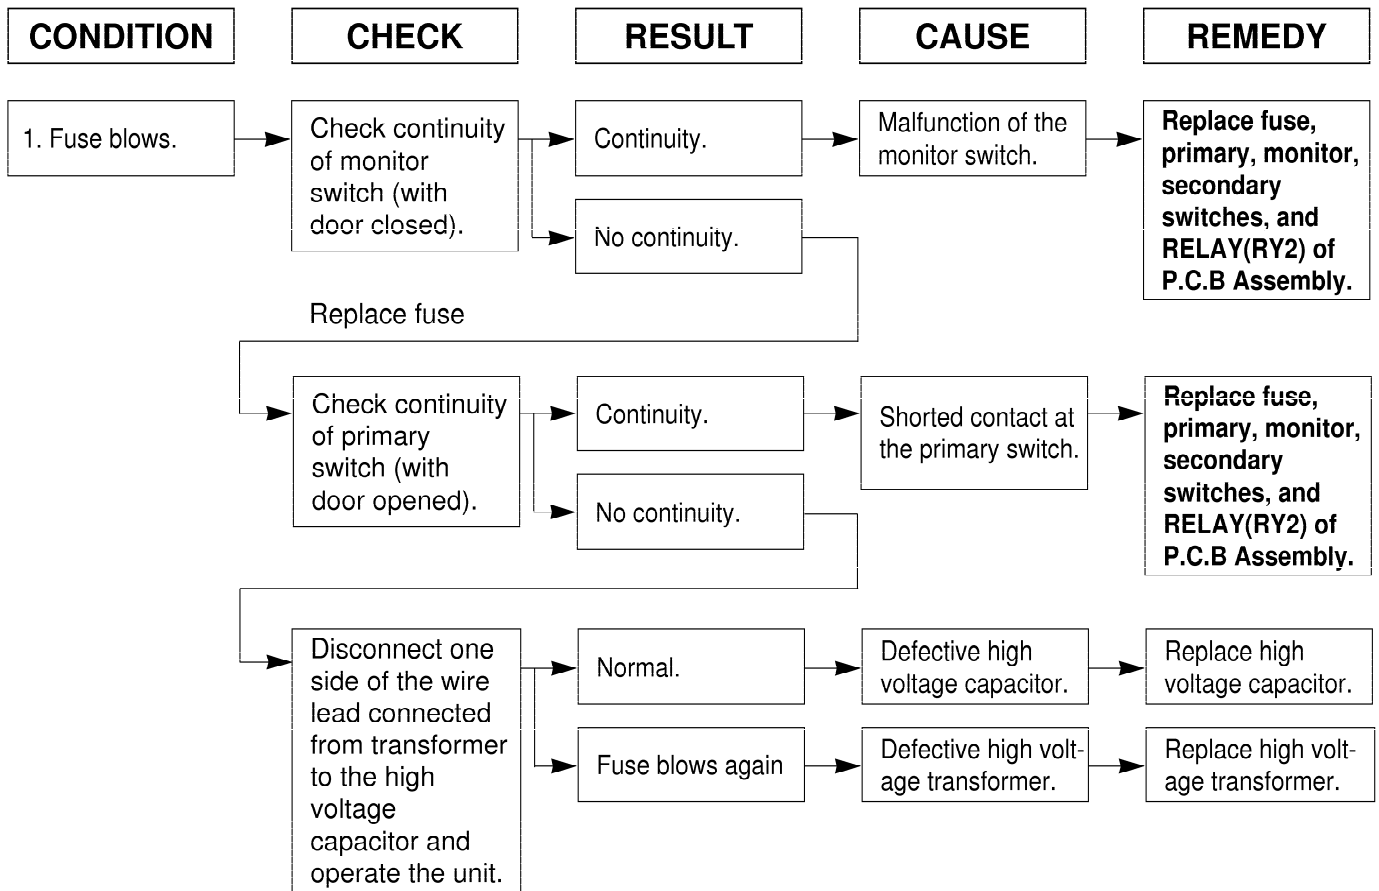 CONDITION
CHECK
RESULT
CAUSE
REMEDY
1. Fuse blows.
Check continuity
of monitor
switch (with
door closed).
Continuity.
No continuity.
Malfunction of the
monitor switch.
Replace fuse,
primary, monitor,
secondary
switches, and
RELAY(RY2) of
P.C.B Assembly.
Replace fuse
Check continuity
of primary
switch (with
door opened).
Continuity.
No continuity.
Shorted contact at
the primary switch.
Replace fuse,
primary, monitor,
secondary
switches, and
RELAY(RY2) of
P.C.B Assembly.
Disconnect one
side of the wire
lead connected
from transformer
to the high
voltage
capacitor and
operate the unit.
Normal.
Defective high
voltage capacitor.
Replace high
voltage capacitor.
Fuse blows again
Defective high volt-
age transformer.
Replace high volt-
age transformer.